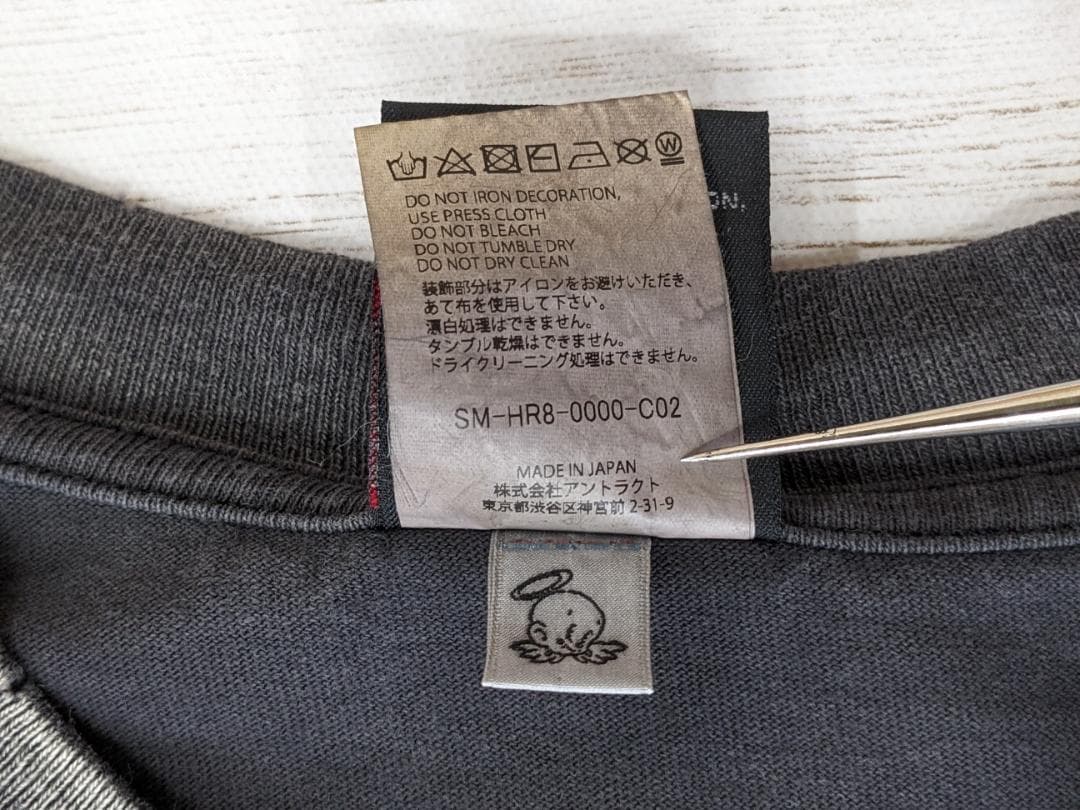 W
DO NOT IRON DECORATION,
USE PRESS CLOTH
DO NOT BLEACH
DO NOT TUMBLE DRY
DO NOT DRY CLEAN
装飾部分はアイロンをお避けいただき、
あて布を使用して下さい。
漂白処理はできません。
タンブル乾燥はできません。
ドライクリーニング処理はできません。
SM-HR8-0000-C02
MADE IN JAPAN
株式会社アントラクト
東京都渋谷区神宮前 2-31-9